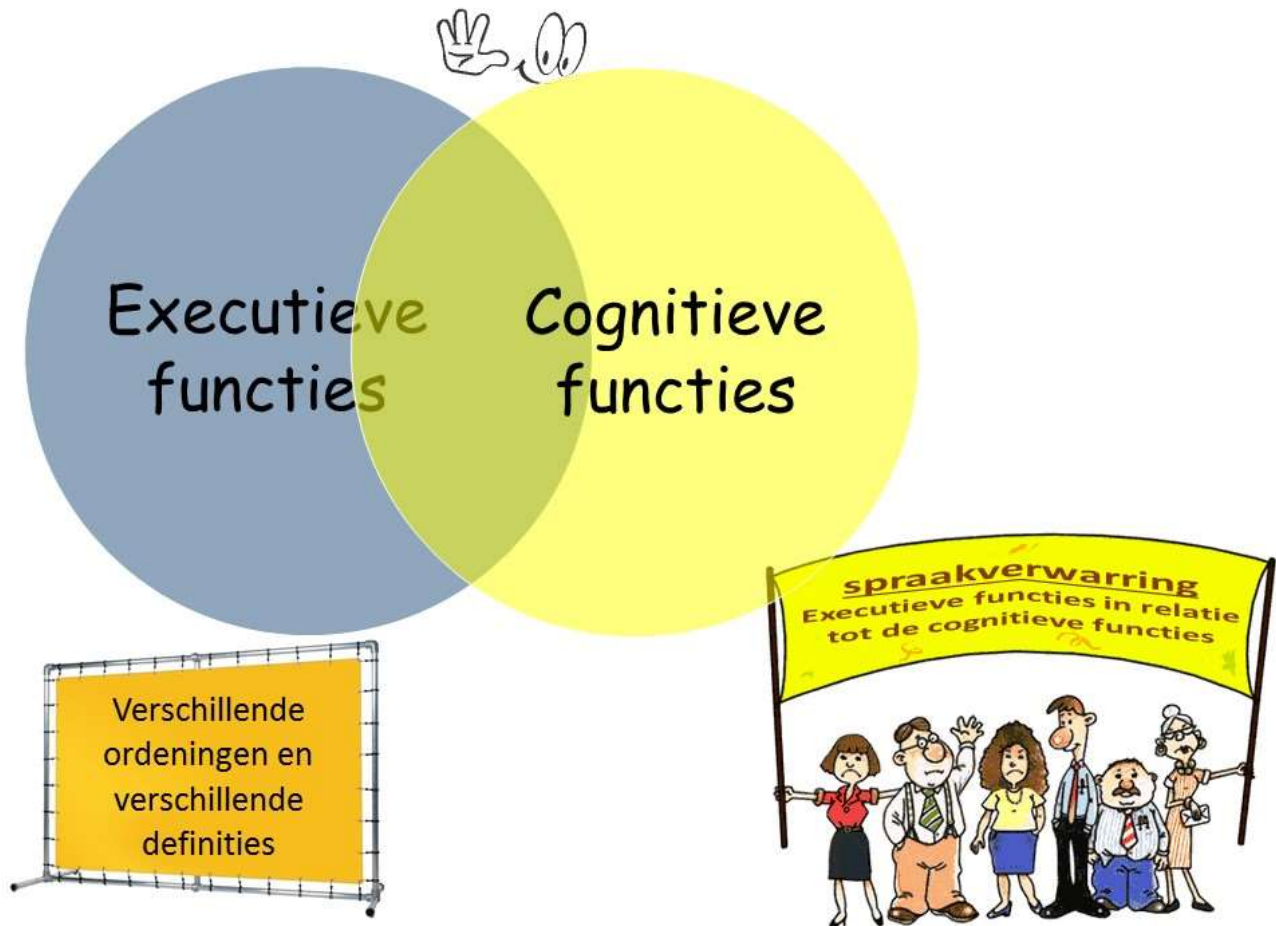 Executieve
functies
Cognitieve
functies
spraakverwarring
Executieve functies in relatie
tot de cognitieve functies
Verschillende
ordeningen en
verschillende
definities